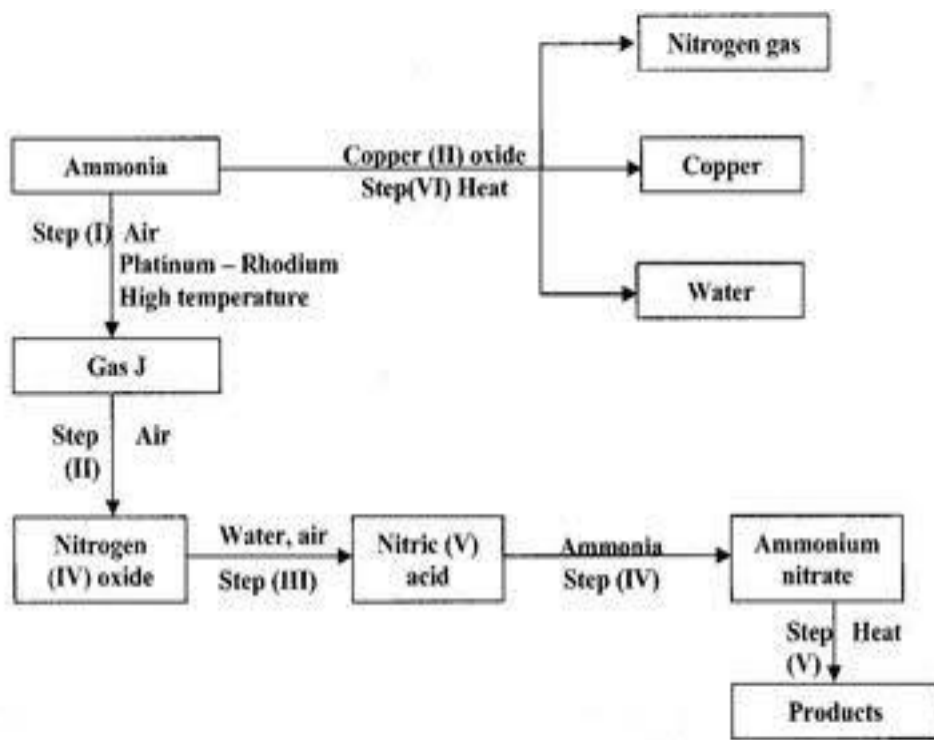 Nitrogen gas
Ammonia
Copper (II) oxide
Step(VI) Heat
Copper
Step (I) Air
Platinum – Rhodium
High temperature
Water
Gas J
Step
(II)
Air
Nitrogen
(IV) oxide
Water, air
Step (III)
Nitric (V)
acid
Ammonia
Step (IV)
Ammonium
nitrate
Step
(V)
Heat
Products